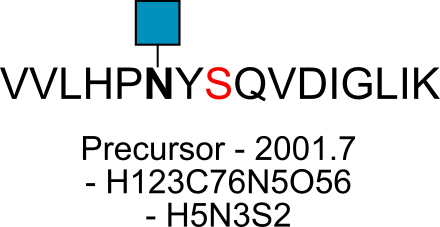 VVLHPNYSQVDIGLIK
Precursor - 2001.7
- H123C76N5O56
- H5N3S2